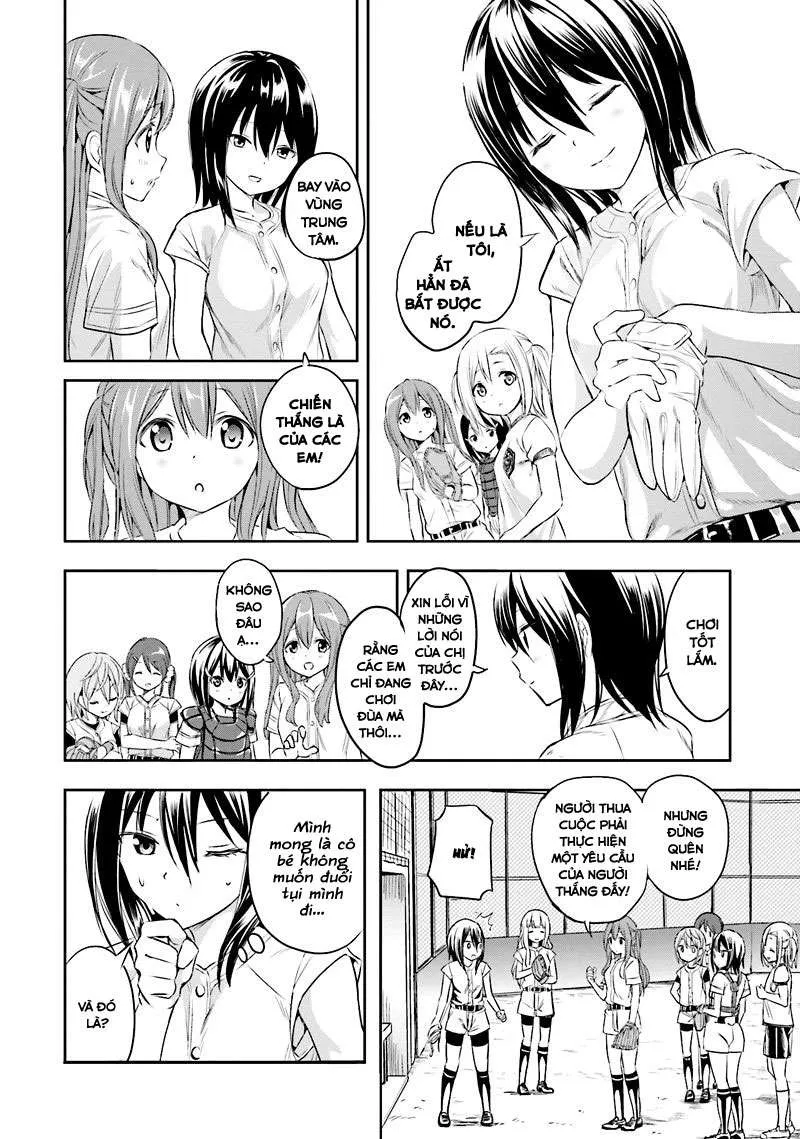 NẾU LÀ
TÔI,
ẮT
HẲN ĐÃ
BẮT ĐƯỢC
NÓ.
BAY VÀO
VÙNG
TRUNG
TÂM.
CHIẾN
THẮNG LÀ
CỦA CÁC
EM!
CHƠI
TỐT
LẮM.
XIN LỖI VÌ
NHỮNG
LỜI NÓI
CỦA CHỊ
TRƯỚC
ĐÂY...
RẰNG
CÁC EM
CHỈ ĐANG
CHƠI
ĐÙA MÀ
THÔI...
KHÔNG
SAO
ĐÂU
Ạ...
NHƯNG
ĐỪNG
QUÊN
NHÉ!
NGƯỜI THUA
CUỘC PHẢI
THỰC HIỆN
MỘT YÊU CẦU
CỦA NGƯỜI
THẮNG ĐẤY!
HỬ!
Mình
mong là cô
bé không
muốn đuổi
tụi mình
đi...
VÀ ĐÓ
LÀ?